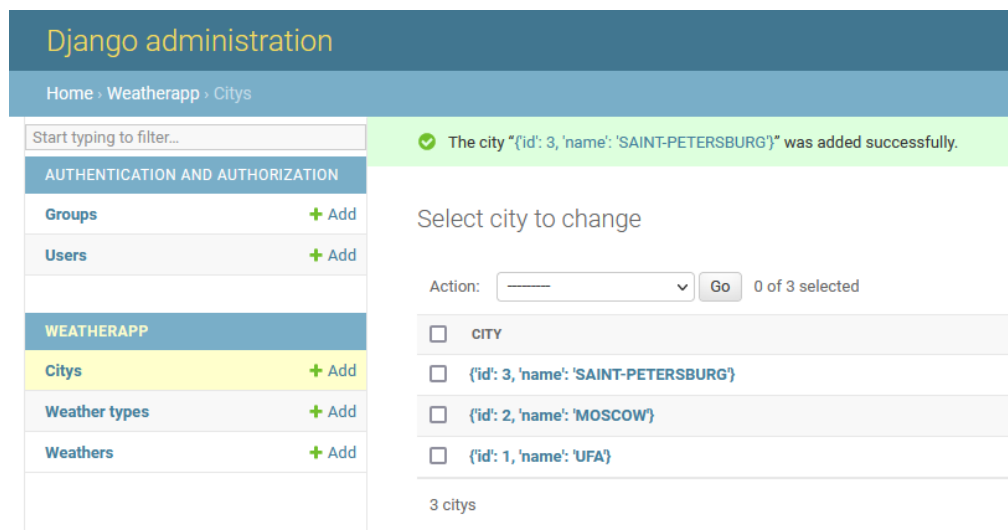 Django administration
Home › Weatherapp › Citys
Start typing to filter...
AUTHENTICATION AND AUTHORIZATION
Groups + Add
Users + Add
WEATHERAPP
Citys + Add
Weather types + Add
Weathers + Add
The city “{'id': 3, 'name': 'SAINT-PETERSBURG'}” was added successfully.
Select city to change
Action: --------- Go 0 of 3 selected
CITY
{'id': 3, 'name': 'SAINT-PETERSBURG'}
{'id': 2, 'name': 'MOSCOW'}
{'id': 1, 'name': 'UFA'}
3 citys